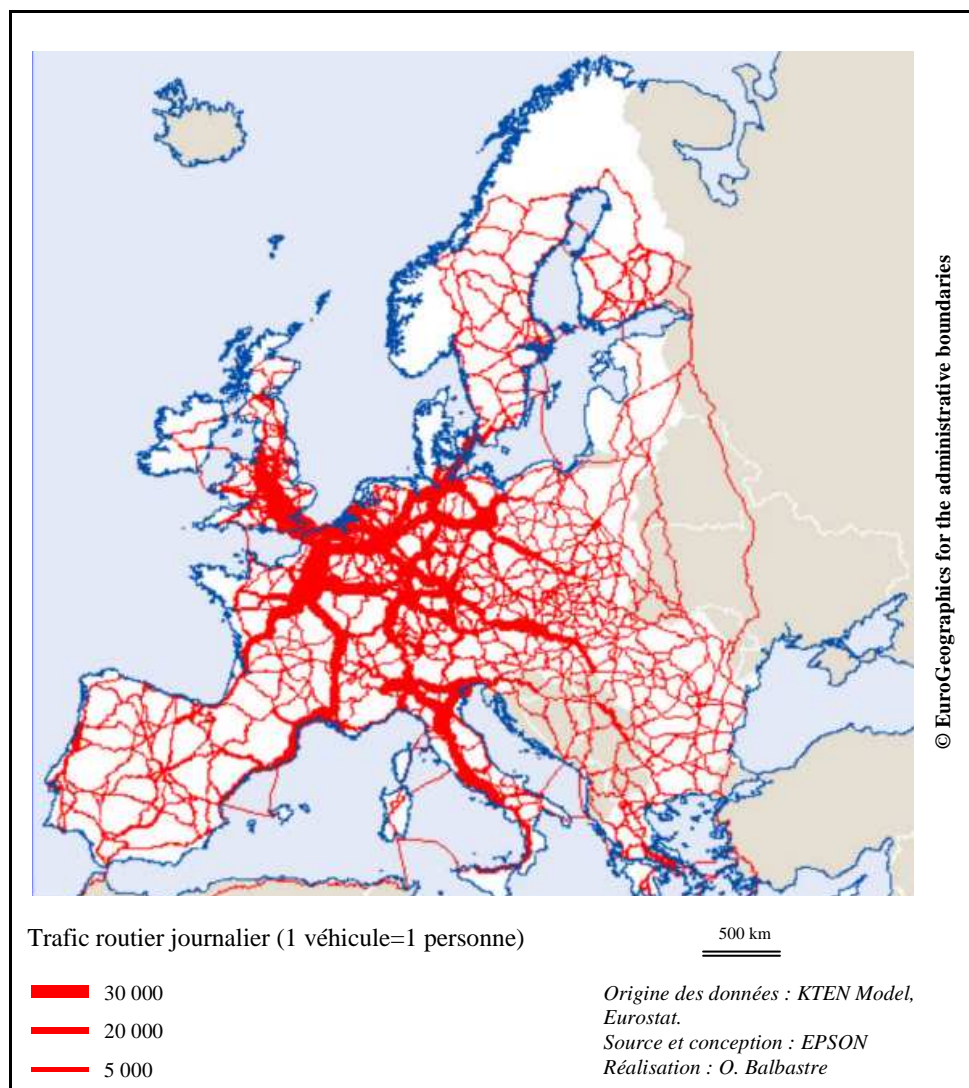 © EuroGeographics for the administrative boundaries
Trafic routier journalier (1 véhicule=1 personne)
500 km
30 000
20 000
5 000
Origine des données : KTEN Model,
Eurostat.
Source et conception : EPSON
Réalisation : O. Balbastre